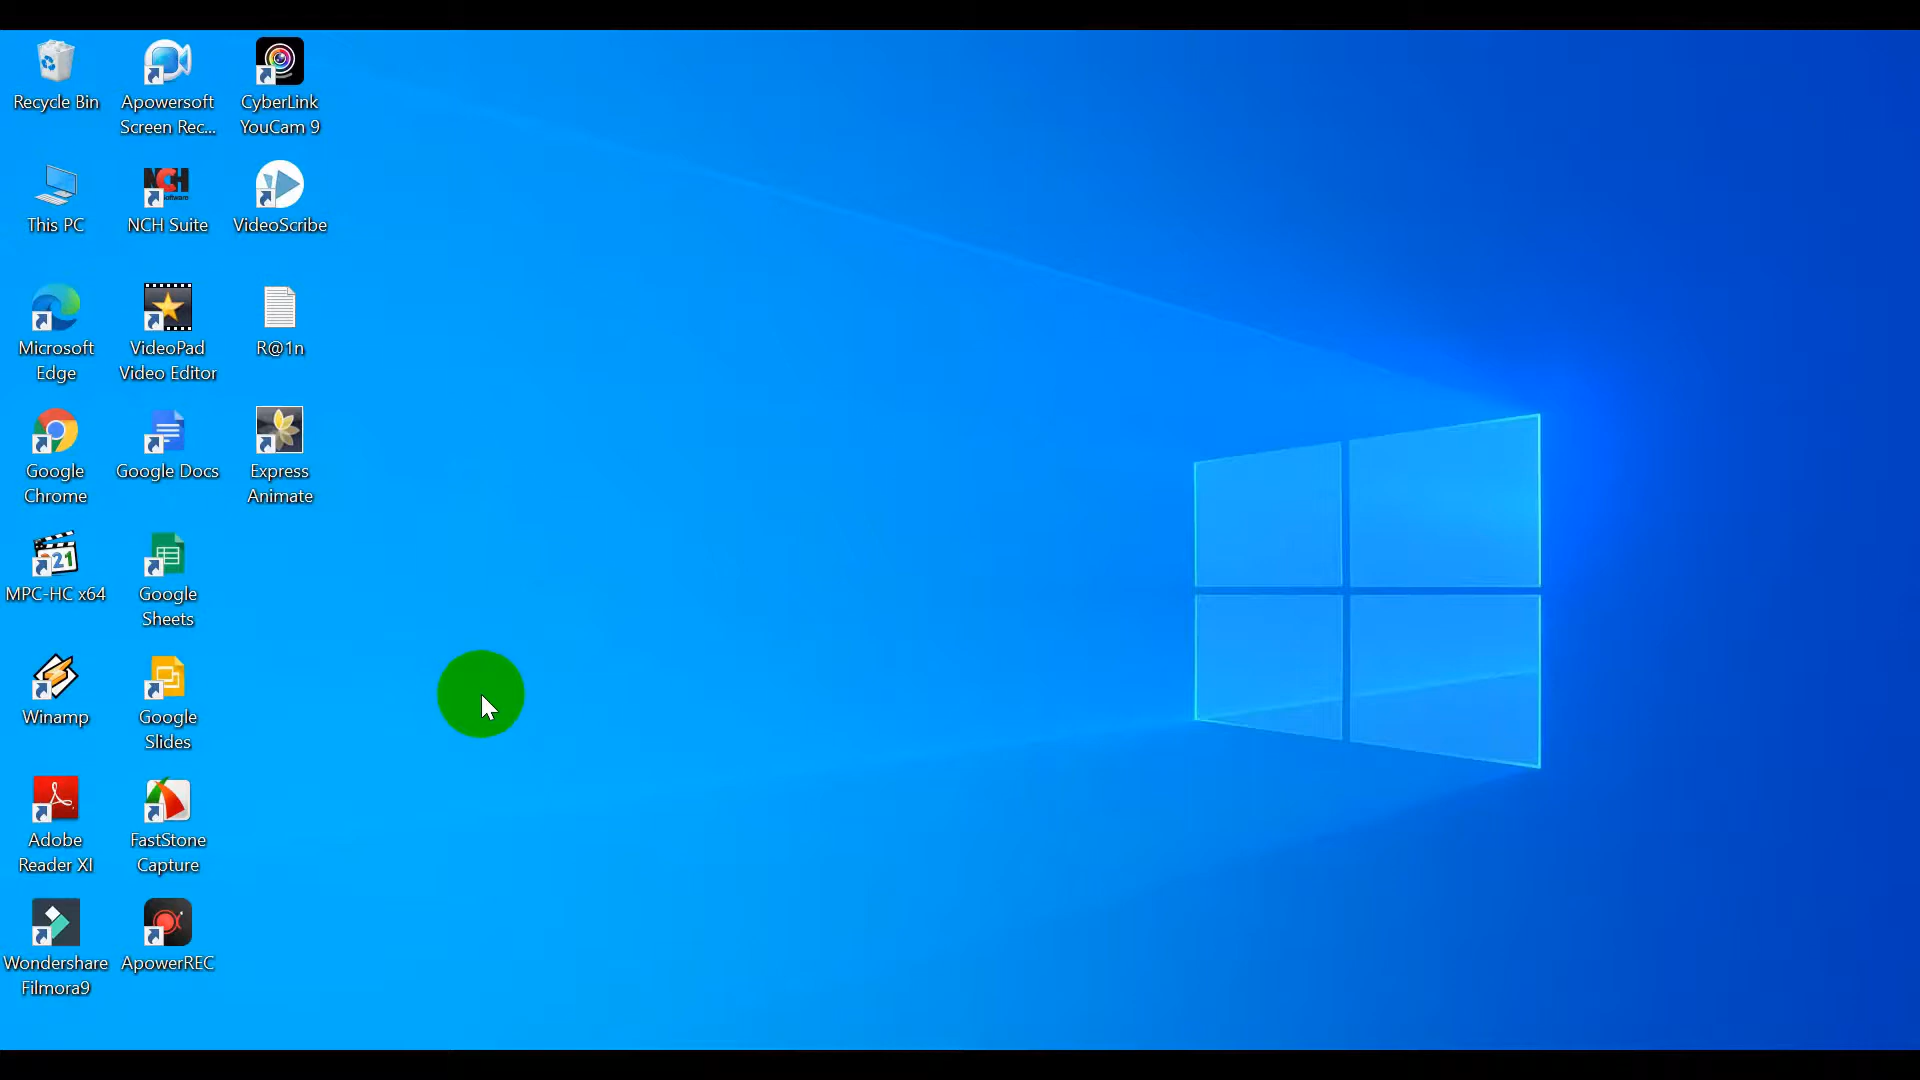 Recycle Bin
Apowersoft
Screen Rec...
CyberLink
YouCam 9
This PC
NCH Suite
VideoScribe
Microsoft
Edge
VideoPad
Video Editor
R@1n
Google
Chrome
Google Docs
Express
Animate
MPC-HC x64
Google
Sheets
Winamp
Google
Slides
Adobe
Reader XI
FastStone
Capture
Wondershare
Filmora9
ApowerREC